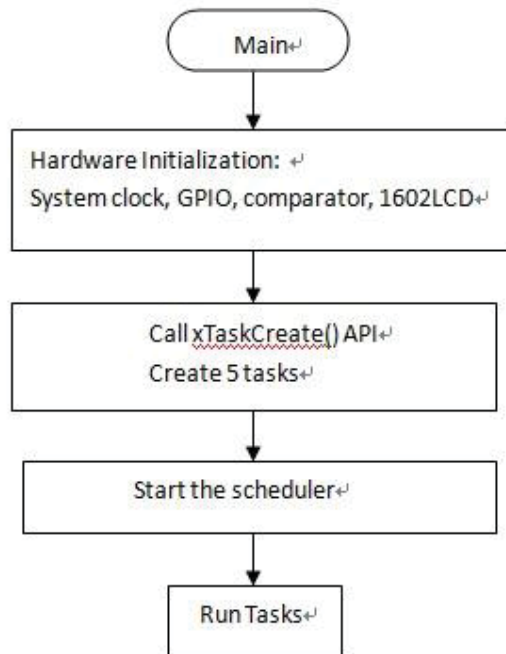 Main↵
Hardware Initialization: ↵
System clock, GPIO, comparator, 1602LCD↵
Call xTaskCreate() API↵
Create 5 tasks↵
Start the scheduler↵
Run Tasks↵